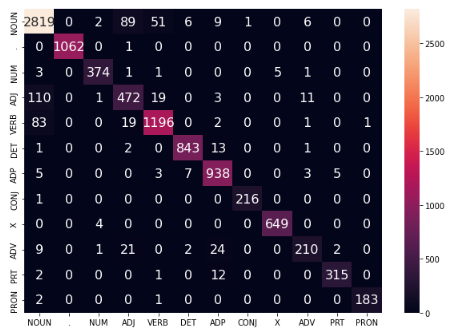 NOUN 2819 0 2 89 51 6 9 1 0 6 0 0
. 0 1062 0 1 0 0 0 0 0 0 0 0
NUM 3 0 374 1 1 0 0 0 5 1 0 0
ADJ 110 0 1 472 19 0 3 0 0 11 0 0
VERB 83 0 0 19 1196 0 2 0 0 1 0 1
DET 1 0 0 2 0 843 13 0 0 1 0 0
ADP 5 0 0 0 3 7 938 0 0 3 5 0
CONJ 1 0 0 0 0 0 0 216 0 0 0 0
X 0 0 4 0 0 0 0 0 649 0 0 0
ADV 9 0 1 21 0 2 24 0 0 210 2 0
PRT 2 0 0 0 1 0 12 0 0 0 315 0
PRON 2 0 0 0 1 0 0 0 0 0 0 183
NOUN . NUM ADJ VERB DET ADP CONJ X ADV PRT PRON
2500
2000
1500
1000
500
0